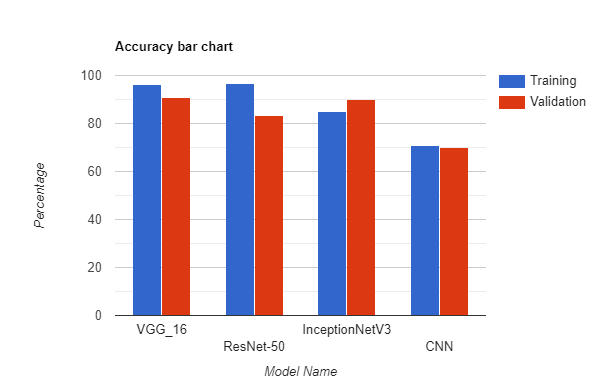 Accuracy bar chart
Training
Validation
100
80
60
40
20
0
Percentage
VGG_16
ResNet-50
InceptionNetV3
CNN
Model Name